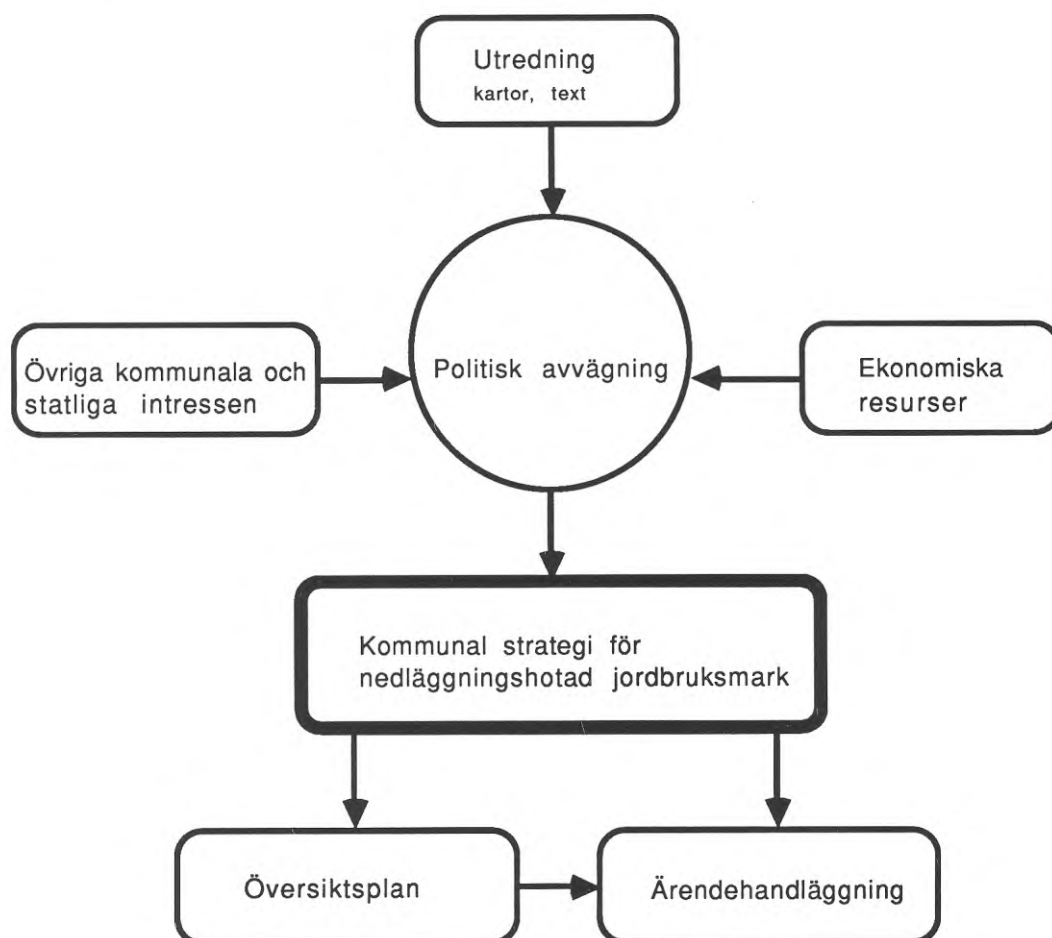 Utredning
kartor, text
Övriga kommunala och
statliga intressen
Politisk avvägning
Ekonomiska
resurser
Kommunal strategi för
nedläggningshotad jordbruksmark
Översiktsplan
Ärendehandläggning